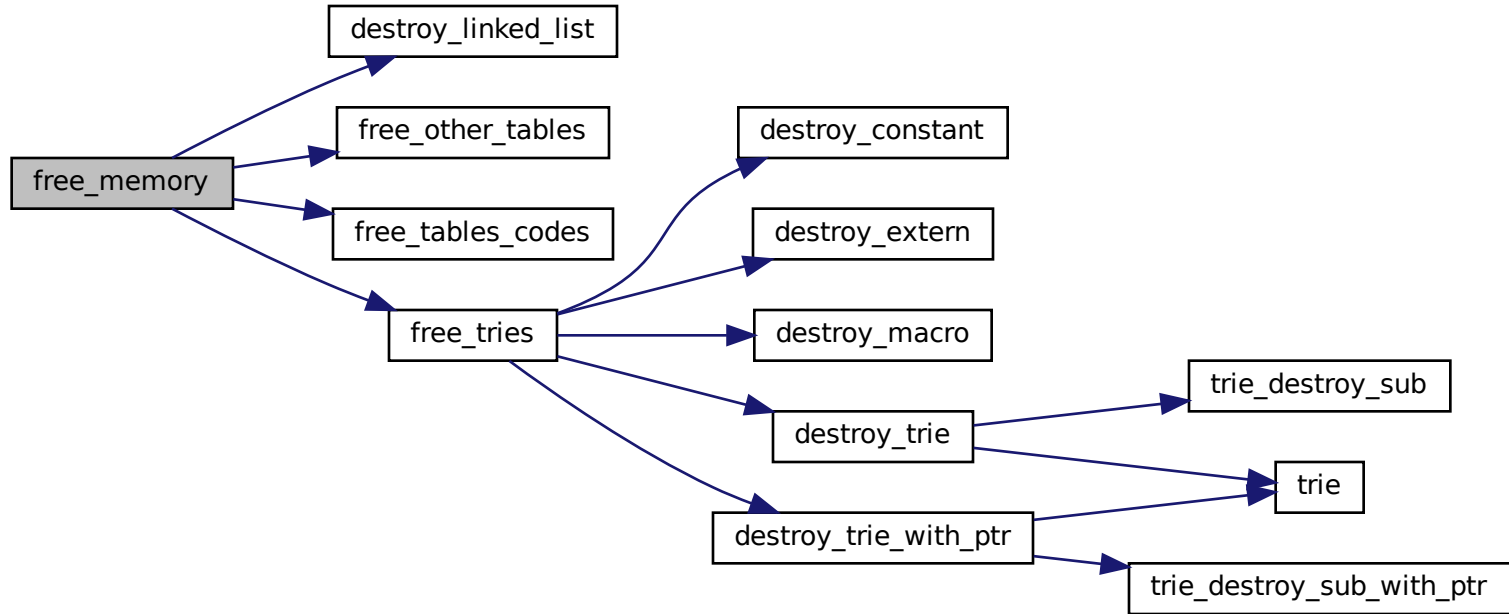 destroy_linked_list
free_other_tables
destroy_constant
free_memory
free_tables_codes
destroy_extern
free_tries
destroy_macro
trie_destroy_sub
destroy_trie
trie
destroy_trie_with_ptr
trie_destroy_sub_with_ptr